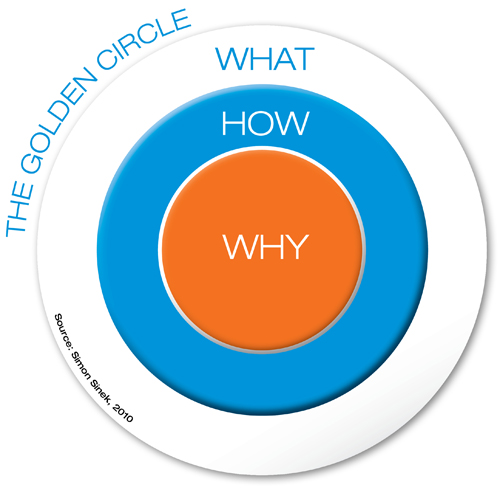 THE GOLDEN CIRCLE
WHAT
HOW
WHY
Source: Simon Sinek, 2010